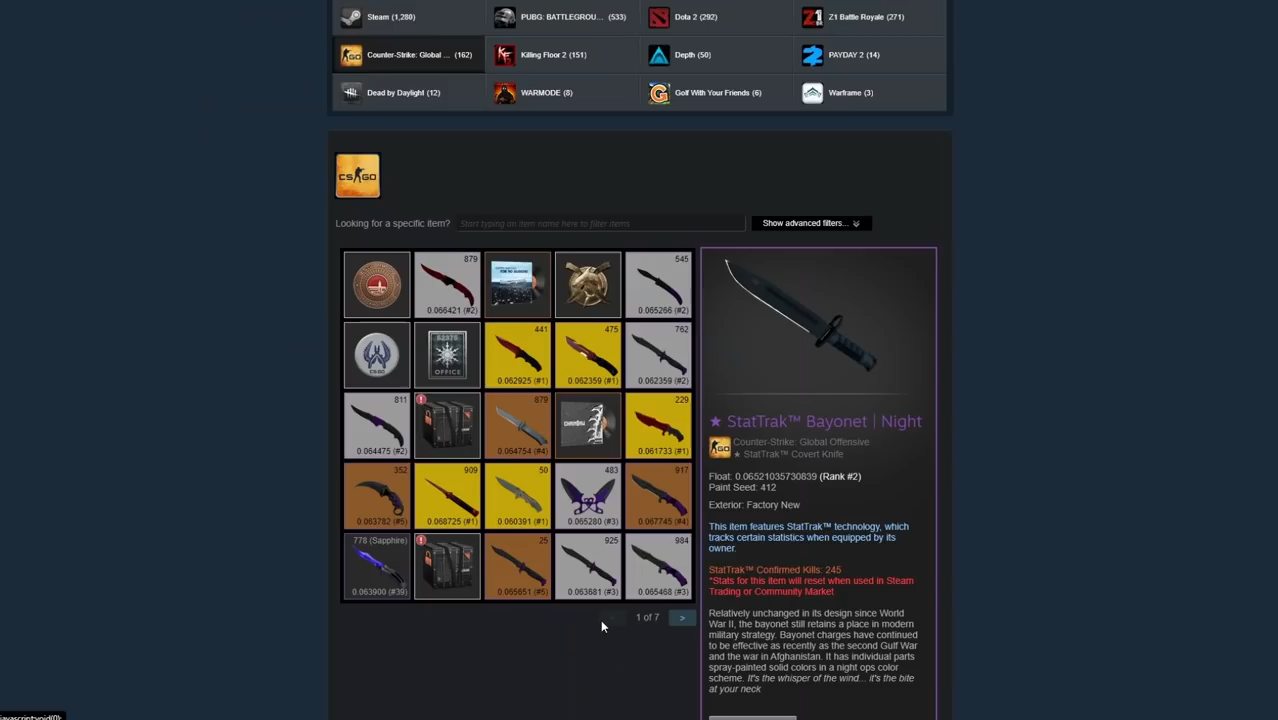 Steam (1,280)
PUBG: BATTLEGROU... (533)
Dota 2 (292)
Z1 Battle Royale (271)
Counter-Strike: Global ... (162)
Killing Floor 2 (151)
Depth (50)
PAYDAY 2 (14)
Dead by Daylight (12)
WARMODE (8)
Golf With Your Friends (6)
Warframe (3)
CS GO
Looking for a specific item?
Start typing an item name here to filter items
Show advanced filters...
879
0.066421 (#2)
545
0.065266 (#2)
CS:GO
OFFICE
441
0.062925 (#1)
475
0.062359 (#1)
762
0.062359 (#2)
811
0.064475 (#2)
879
0.064754 (#4)
229
0.061733 (#1)
352
0.063782 (#5)
909
0.068725 (#1)
50
0.060391 (#1)
483
0.065280 (#3)
917
0.067745 (#4)
778 (Sapphire)
0.063900 (#39)
25
0.065651 (#5)
925
0.063681 (#3)
984
0.065468 (#3)
1 of 7
>
★ StatTrak™ Bayonet | Night
Counter-Strike: Global Offensive
★ StatTrak™ Covert Knife
Float: 0.06521035730839 (Rank #2)
Paint Seed: 412
Exterior: Factory New
This item features StatTrak™ technology, which
tracks certain statistics when equipped by its
owner.
StatTrak™ Confirmed Kills: 245
*Stats for this item will reset when used in Steam
Trading or Community Market
Relatively unchanged in its design since World
War II, the bayonet still retains a place in modern
military strategy. Bayonet charges have continued
to be effective as recently as the second Gulf War
and the war in Afghanistan. It has individual parts
spray-painted solid colors in a night ops color
scheme. It's the whisper of the wind... it's the bite
at your neck
javascript:void(0);